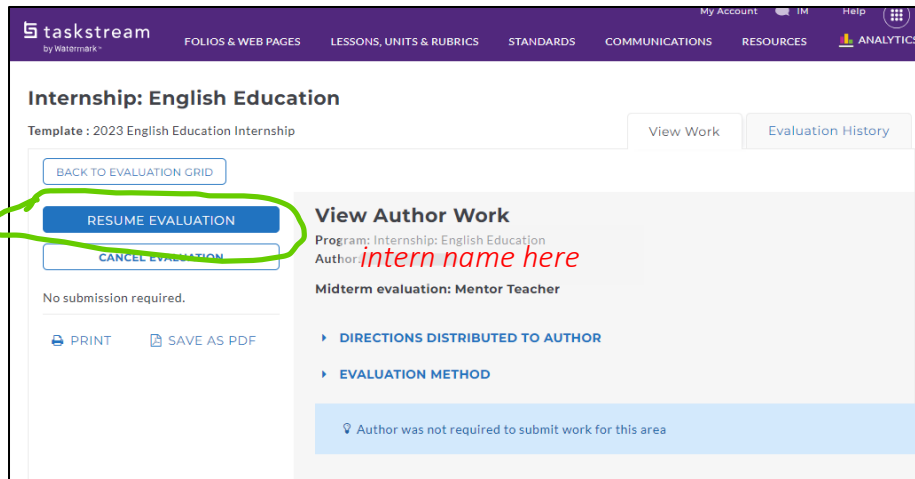 My Account IM Help
taskstream
by Watermark™
FOLIOS & WEB PAGES LESSONS, UNITS & RUBRICS STANDARDS COMMUNICATIONS RESOURCES ANALYTICS
Internship: English Education
Template : 2023 English Education Internship
View Work Evaluation History
BACK TO EVALUATION GRID
RESUME EVALUATION
CANCEL EVALUATION
No submission required.
PRINT SAVE AS PDF
View Author Work
Program: Internship: English Education
Author: intern name here
Midterm evaluation: Mentor Teacher
DIRECTIONS DISTRIBUTED TO AUTHOR
EVALUATION METHOD
Author was not required to submit work for this area